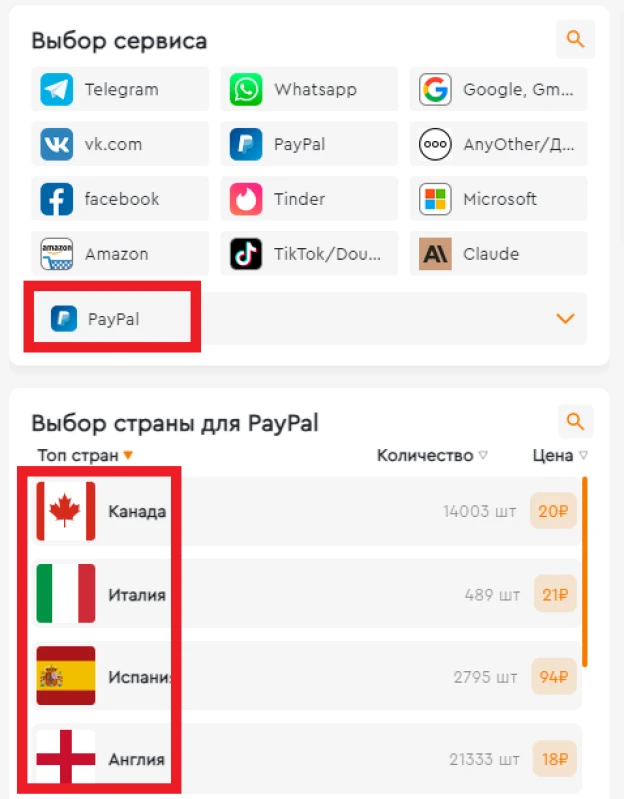 Выбор сервиса
Telegram Whatsapp Google, Gm...
vk.com PayPal AnyOther/Д...
facebook Tinder Microsoft
amazon Amazon TikTok/Dou... Claude
PayPal
Выбор страны для PayPal
Топ стран Количество Цена
Канада 14003 шт 20₽
Италия 489 шт 21₽
Испания 2795 шт 94₽
Англия 21333 шт 18₽